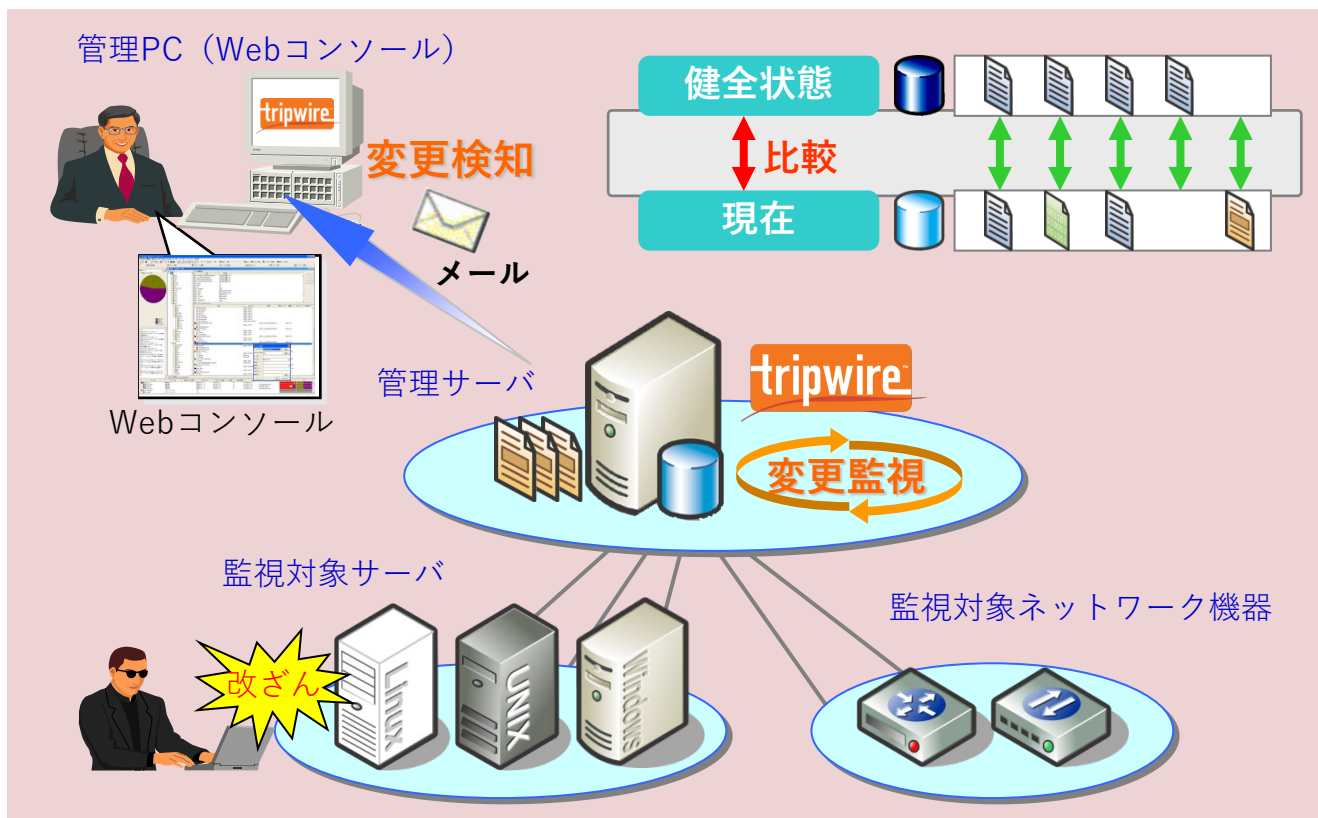 管理PC（Webコンソール）
tripwire
変更検知
メール
Webコンソール
健全状態
比較
現在
管理サーバ
tripwire™
変更監視
監視対象サーバ
監視対象ネットワーク機器
改ざん
Linux
UNIX
Windows